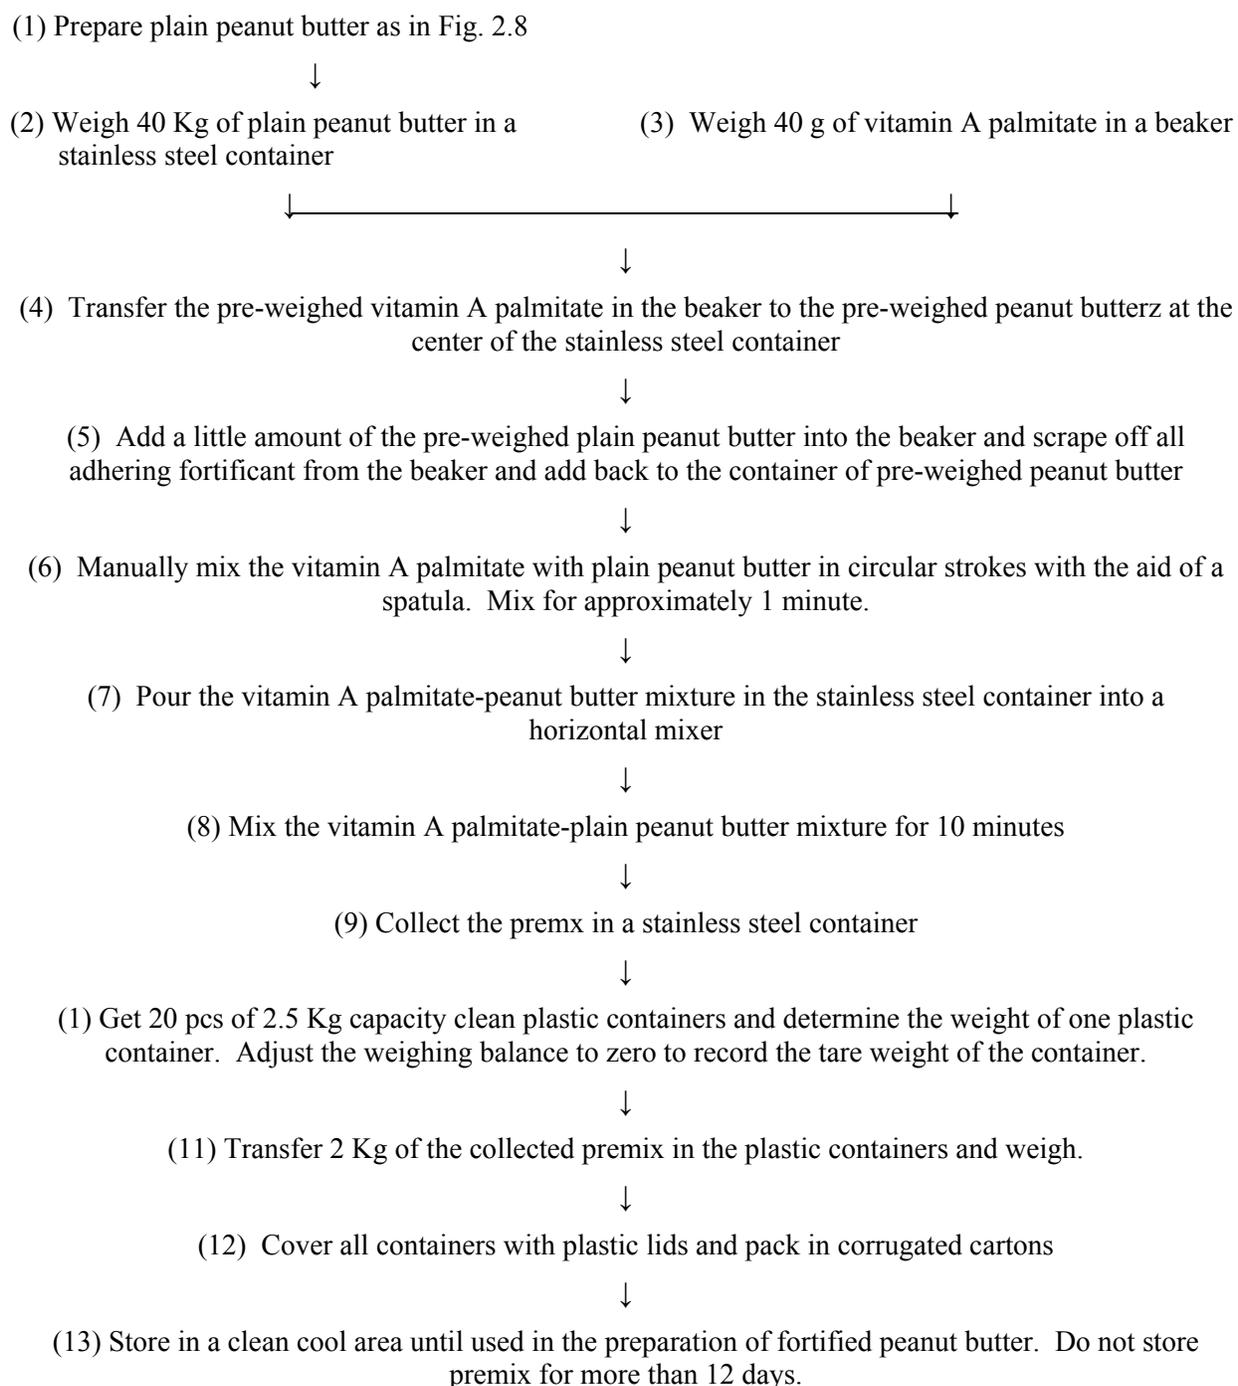 (1) Prepare plain peanut butter as in Fig. 2.8
↓
(2) Weigh 40 Kg of plain peanut butter in a
stainless steel container
(3) Weigh 40 g of vitamin A palmitate in a beaker
↓ ↓
↓
(4) Transfer the pre-weighed vitamin A palmitate in the beaker to the pre-weighed peanut butterz at the
center of the stainless steel container
↓
(5) Add a little amount of the pre-weighed plain peanut butter into the beaker and scrape off all
adhering fortificant from the beaker and add back to the container of pre-weighed peanut butter
↓
(6) Manually mix the vitamin A palmitate with plain peanut butter in circular strokes with the aid of a
spatula. Mix for approximately 1 minute.
↓
(7) Pour the vitamin A palmitate-peanut butter mixture in the stainless steel container into a
horizontal mixer
↓
(8) Mix the vitamin A palmitate-plain peanut butter mixture for 10 minutes
↓
(9) Collect the premx in a stainless steel container
↓
(1) Get 20 pcs of 2.5 Kg capacity clean plastic containers and determine the weight of one plastic
container. Adjust the weighing balance to zero to record the tare weight of the container.
↓
(11) Transfer 2 Kg of the collected premix in the plastic containers and weigh.
↓
(12) Cover all containers with plastic lids and pack in corrugated cartons
↓
(13) Store in a clean cool area until used in the preparation of fortified peanut butter. Do not store
premix for more than 12 days.